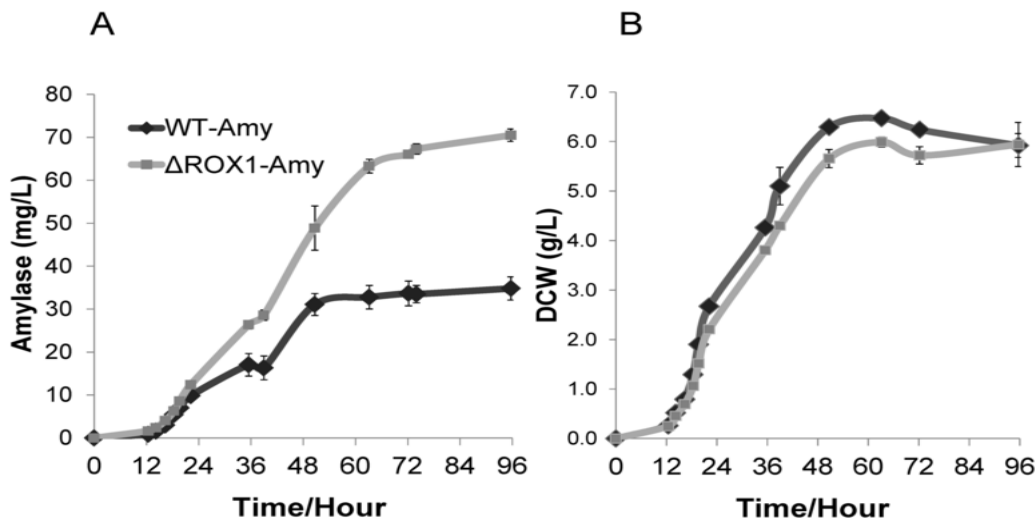 A
Amylase (mg/L)
80
70
60
50
40
30
20
10
0
WT-Amy
ΔROX1-Amy
0 12 24 36 48 60 72 84 96
Time/Hour
B
DCW (g/L)
7.0
6.0
5.0
4.0
3.0
2.0
1.0
0.0
0 12 24 36 48 60 72 84 96
Time/Hour